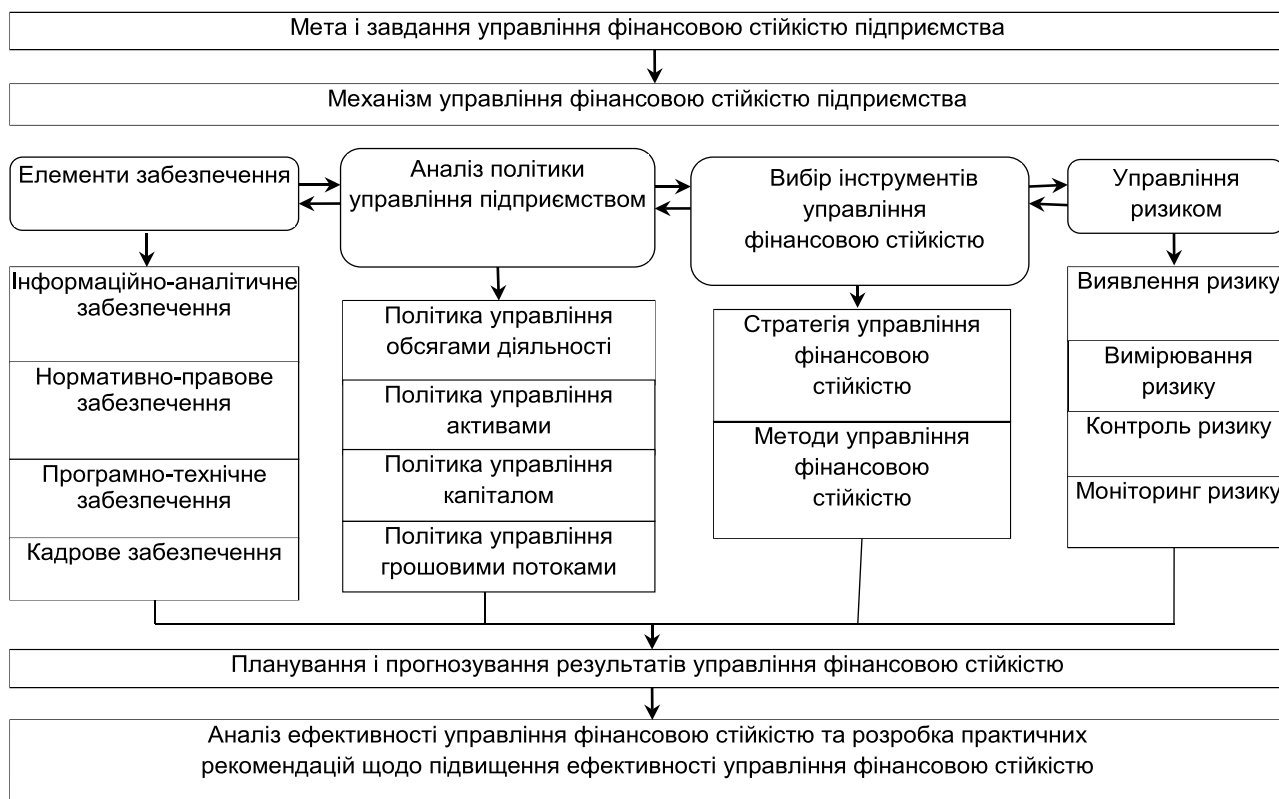 Мета і завдання управління фінансовою стійкістю підприємства
Механізм управління фінансовою стійкістю підприємства
Елементи забезпечення
Аналіз політики
управління підприємством
Вибір інструментів
управління
фінансовою стійкістю
Управління
ризиком
Інформаційно-аналітичне
забезпечення
Нормативно-правове
забезпечення
Програмно-технічне
забезпечення
Кадрове забезпечення
Політика управління
обсягами діяльності
Політика управління
активами
Політика управління
капіталом
Політика управління
грошовими потоками
Стратегія управління
фінансовою
стійкістю
Методи управління
фінансовою
стійкістю
Виявлення ризику
Вимірювання
ризику
Контроль ризику
Моніторинг ризику
Планування і прогнозування результатів управління фінансовою стійкістю
Аналіз ефективності управління фінансовою стійкістю та розробка практичних
рекомендацій щодо підвищення ефективності управління фінансовою стійкістю